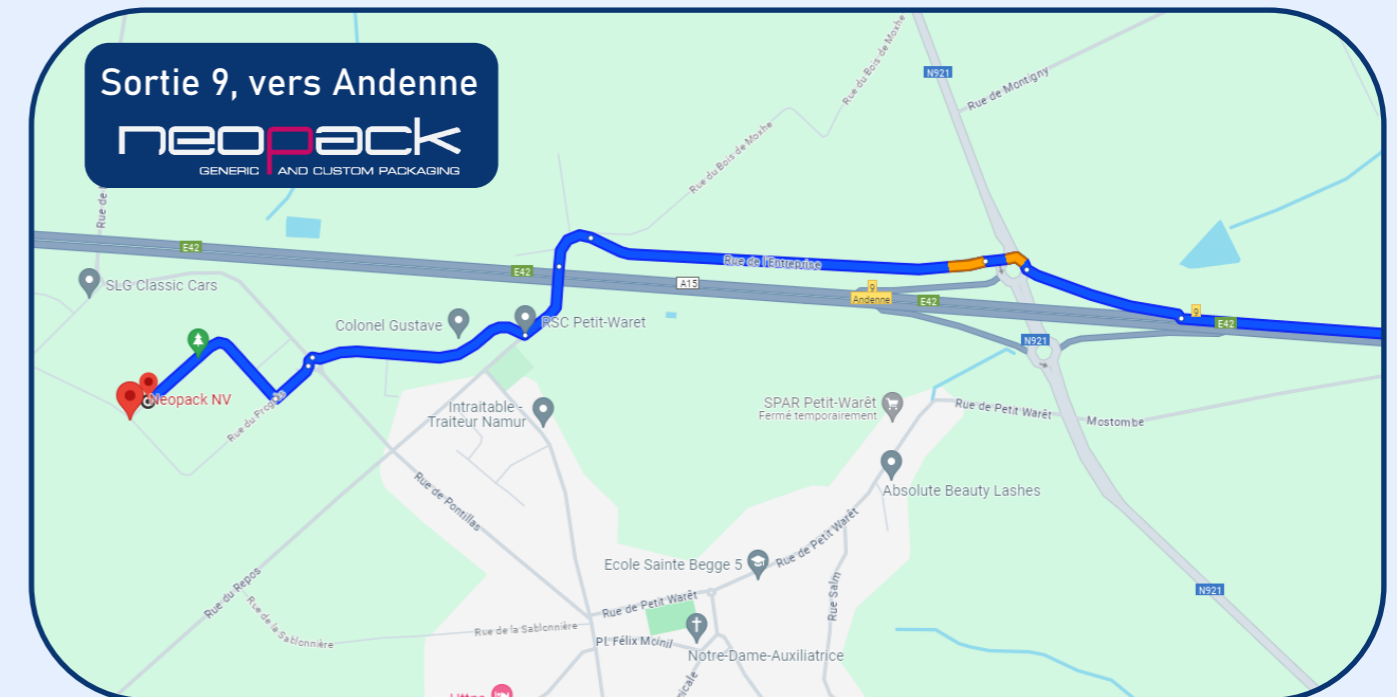 Sortie 9, vers Andenne
neopack
GENERIC AND CUSTOM PACKAGING
Rue du Bois de Moxhe
N921
Rue de Montigny
Rue du Bois de Moxhe
Rue de
E42
E42
A15
Rue de l'Entreprise
9
Andenne
E42
9
E42
SLG Classic Cars
Colonel Gustave
RSC Petit-Waret
N921
Neopack NV
Rue du Progrès
Intraitable -
Traiteur Namur
SPAR Petit-Warêt
Fermé temporairement
Rue de Petit Warêt
Mostombe
Rue de Pontillas
Absolute Beauty Lashes
Rue de Petit Warêt
Ecole Sainte Begge 5
Rue du Repos
Rue de la Sablonnière
Rue de Petit Warêt
Rue Salm
N921
Rue de la Sablonnière
Pl. Félix Moinil
Notre-Dame-Auxiliatrice